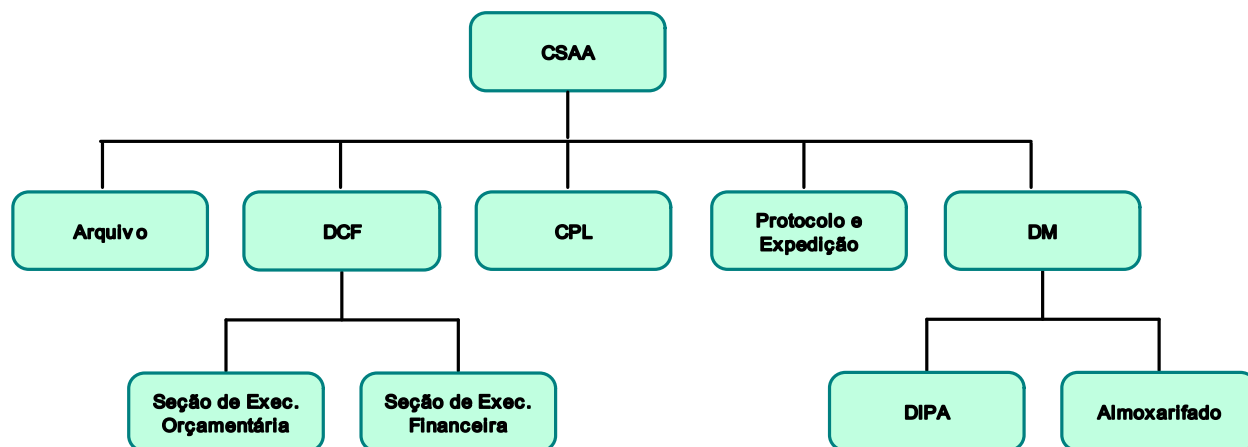 CSAA
Arquivo
DCF
CPL
Protocolo e
Expedição
DM
Seção de Exec.
Orçamentária
Seção de Exec.
Financeira
DIPA
Almoxarifado